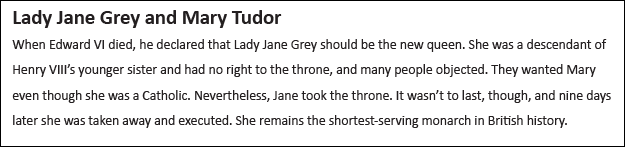 Lady Jane Grey and Mary Tudor
When Edward VI died, he declared that Lady Jane Grey should be the new queen. She was a descendant of
Henry VIII's younger sister and had no right to the throne, and many people objected. They wanted Mary
even though she was a Catholic. Nevertheless, Jane took the throne. It wasn't to last, though, and nine days
later she was taken away and executed. She remains the shortest-serving monarch in British history.